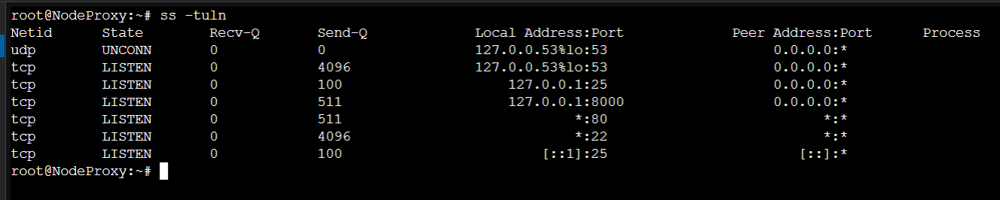 root@NodeProxy:~# ss -tuln
Netid State Recv-Q Send-Q Local Address:Port Peer Address:Port Process
udp UNCONN 0 0 127.0.0.53%lo:53 0.0.0.0:*
tcp LISTEN 0 4096 127.0.0.53%lo:53 0.0.0.0:*
tcp LISTEN 0 100 127.0.0.1:25 0.0.0.0:*
tcp LISTEN 0 511 127.0.0.1:8000 0.0.0.0:*
tcp LISTEN 0 511 *:80 *:*
tcp LISTEN 0 4096 *:22 *:*
tcp LISTEN 0 100 [::1]:25 [::]:*
root@NodeProxy:~#